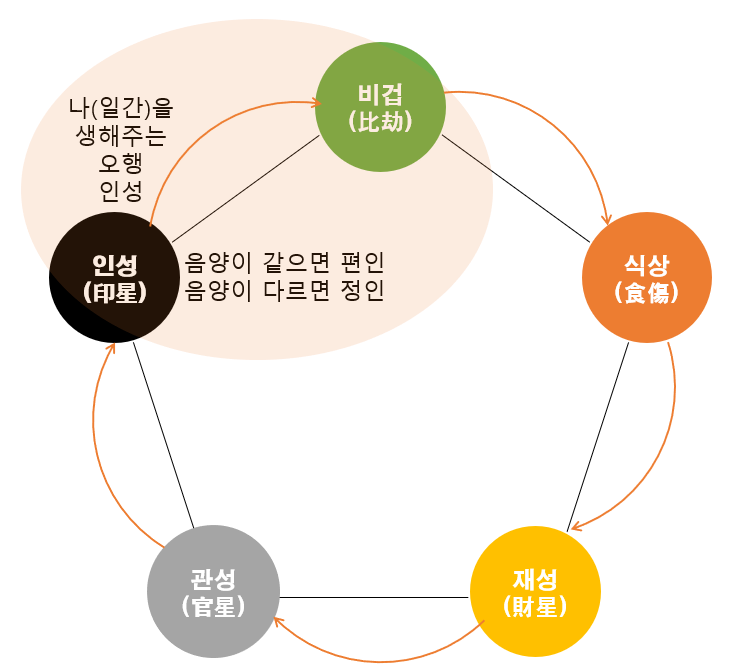 비겁
(比劫)
나(일간)을
생해주는
오행
인성
인성
(印星)
음양이 같으면 편인
음양이 다르면 정인
식상
(食傷)
관성
(官星)
재성
(財星)